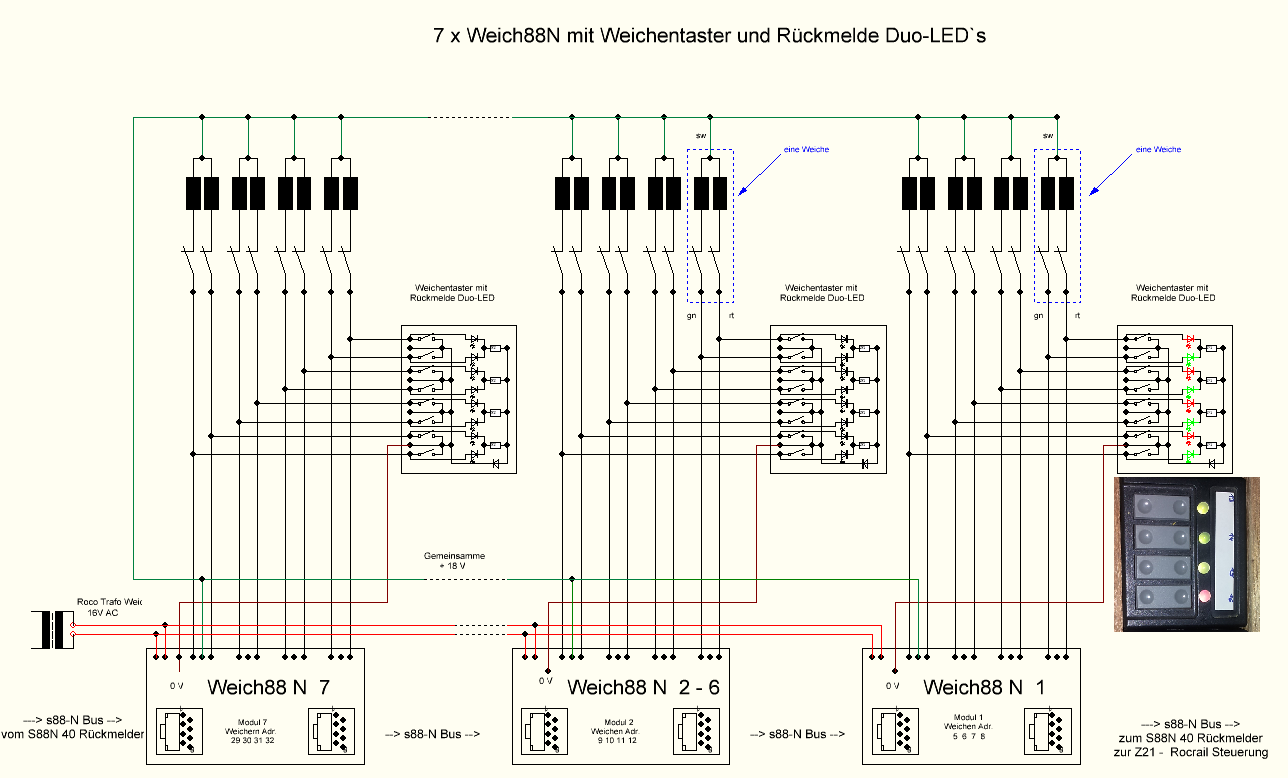 7 x Weich88N mit Weichentaster und Rückmelde Duo-LED`s
sw
eine Weiche
sw
eine Weiche
Weichentaster mit
Rückmelde Duo-LED
Weichentaster mit
Rückmelde Duo-LED
Weichentaster mit
Rückmelde Duo-LED
gn
rt
gn
rt
Gemeinsamme
+ 18 V
Roco Trafo Weic
16V AC
0 V
Weich88 N 7
0 V
Weich88 N 2 - 6
0 V
Weich88 N 1
---> s88-N Bus -->
vom S88N 40 Rückmelder
Modul 7
Weichern Adr.
29 30 31 32
--> s88-N Bus -->
Modul 2
Weichen Adr.
9 10 11 12
--> s88-N Bus -->
Modul 1
Weichen Adr.
5 6 7 8
---> s88-N Bus -->
zum S88N 40 Rückmelder
zur Z21 - Rocrail Steuerung